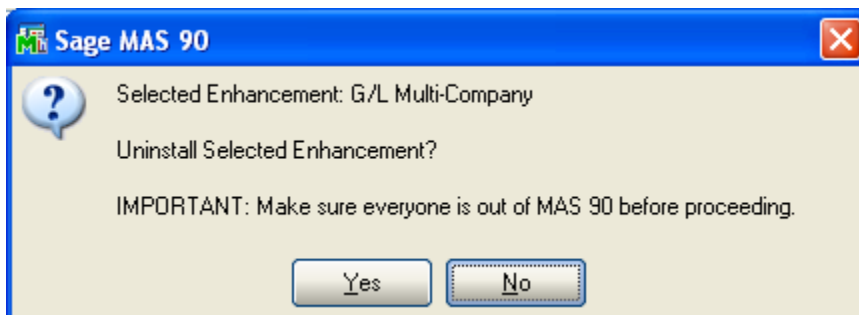 Sage MAS 90
Selected Enhancement: G/L Multi-Company
Uninstall Selected Enhancement?
IMPORTANT: Make sure everyone is out of MAS 90 before proceeding.
Yes No